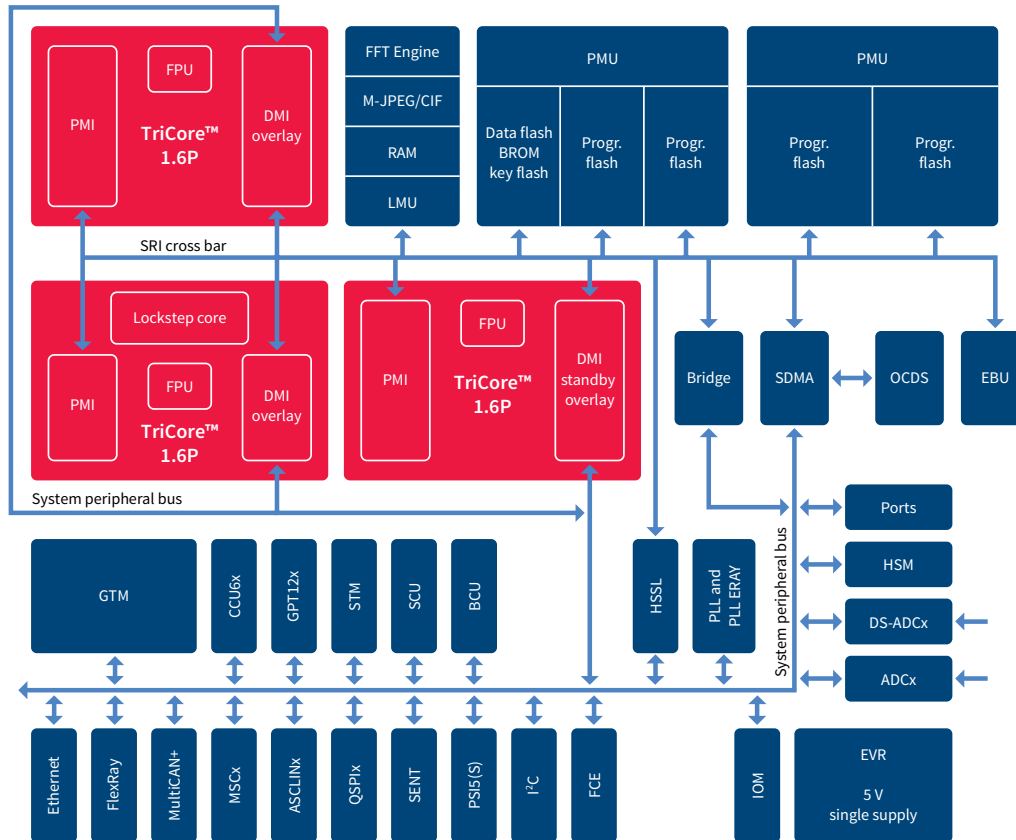 FPU
PMI
TriCore™
1.6P
DMI
overlay
FFT Engine
M-JPEG/CIF
RAM
LMU
PMU
Data flash
BROM
key flash
Progr.
flash
Progr.
flash
PMU
Progr.
flash
Progr.
flash
SRI cross bar
Lockstep core
PMI
FPU
TriCore™
1.6P
DMI
overlay
FPU
PMI
TriCore™
1.6P
DMI
standby
overlay
Bridge
SDMA
OCDS
EBU
System peripheral bus
System peripheral bus
Ports
HSM
DS-ADCx
ADCx
GTM
CCU6x
GPT12x
STM
SCU
BCU
HSSL
PLL and
PLL ERAY
Ethernet
FlexRay
MultiCAN+
MSCx
ASCLINx
QSPIx
SENT
PSI5(S)
I²C
FCE
IOM
EVR
5 V
single supply